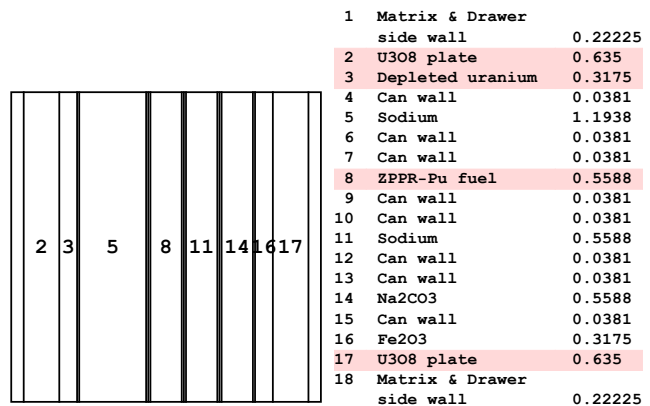 1 Matrix & Drawer
side wall 0.22225
2 U3O8 plate 0.635
3 Depleted uranium 0.3175
4 Can wall 0.0381
5 Sodium 1.1938
6 Can wall 0.0381
7 Can wall 0.0381
8 ZPPR-Pu fuel 0.5588
9 Can wall 0.0381
10 Can wall 0.0381
11 Sodium 0.5588
12 Can wall 0.0381
13 Can wall 0.0381
14 Na2CO3 0.5588
15 Can wall 0.0381
16 Fe2O3 0.3175
17 U3O8 plate 0.635
18 Matrix & Drawer
side wall 0.22225
2 3 5 8 11 14 16 17